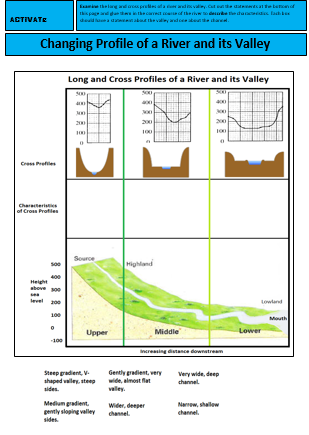 ACTIVATE
Examine the long and cross profiles of a river and its valley. Cut out the statements at the bottom of
this page and glue them in the correct course of the river to describe the characteristics. Each box
should have a statement about the valley and one about the channel.
Changing Profile of a River and its Valley
Long and Cross Profiles of a River and its Valley
500
400
300
200
100
0
500
400
300
200
100
0
500
400
300
200
100
0
Cross Profiles
Characteristics
of Cross Profiles
Source
Highland
Lowland
Mouth
Height
above
sea
level
500
400
300
200
100
0
-100
Upper
Middle
Lower
Increasing distance downstream
Steep gradient, V-
shaped valley, steep
sides.
Gently gradient, very
wide, almost flat
valley.
Very wide, deep
channel.
Medium gradient,
gently sloping valley
sides.
Wider, deeper
channel.
Narrow, shallow
channel.